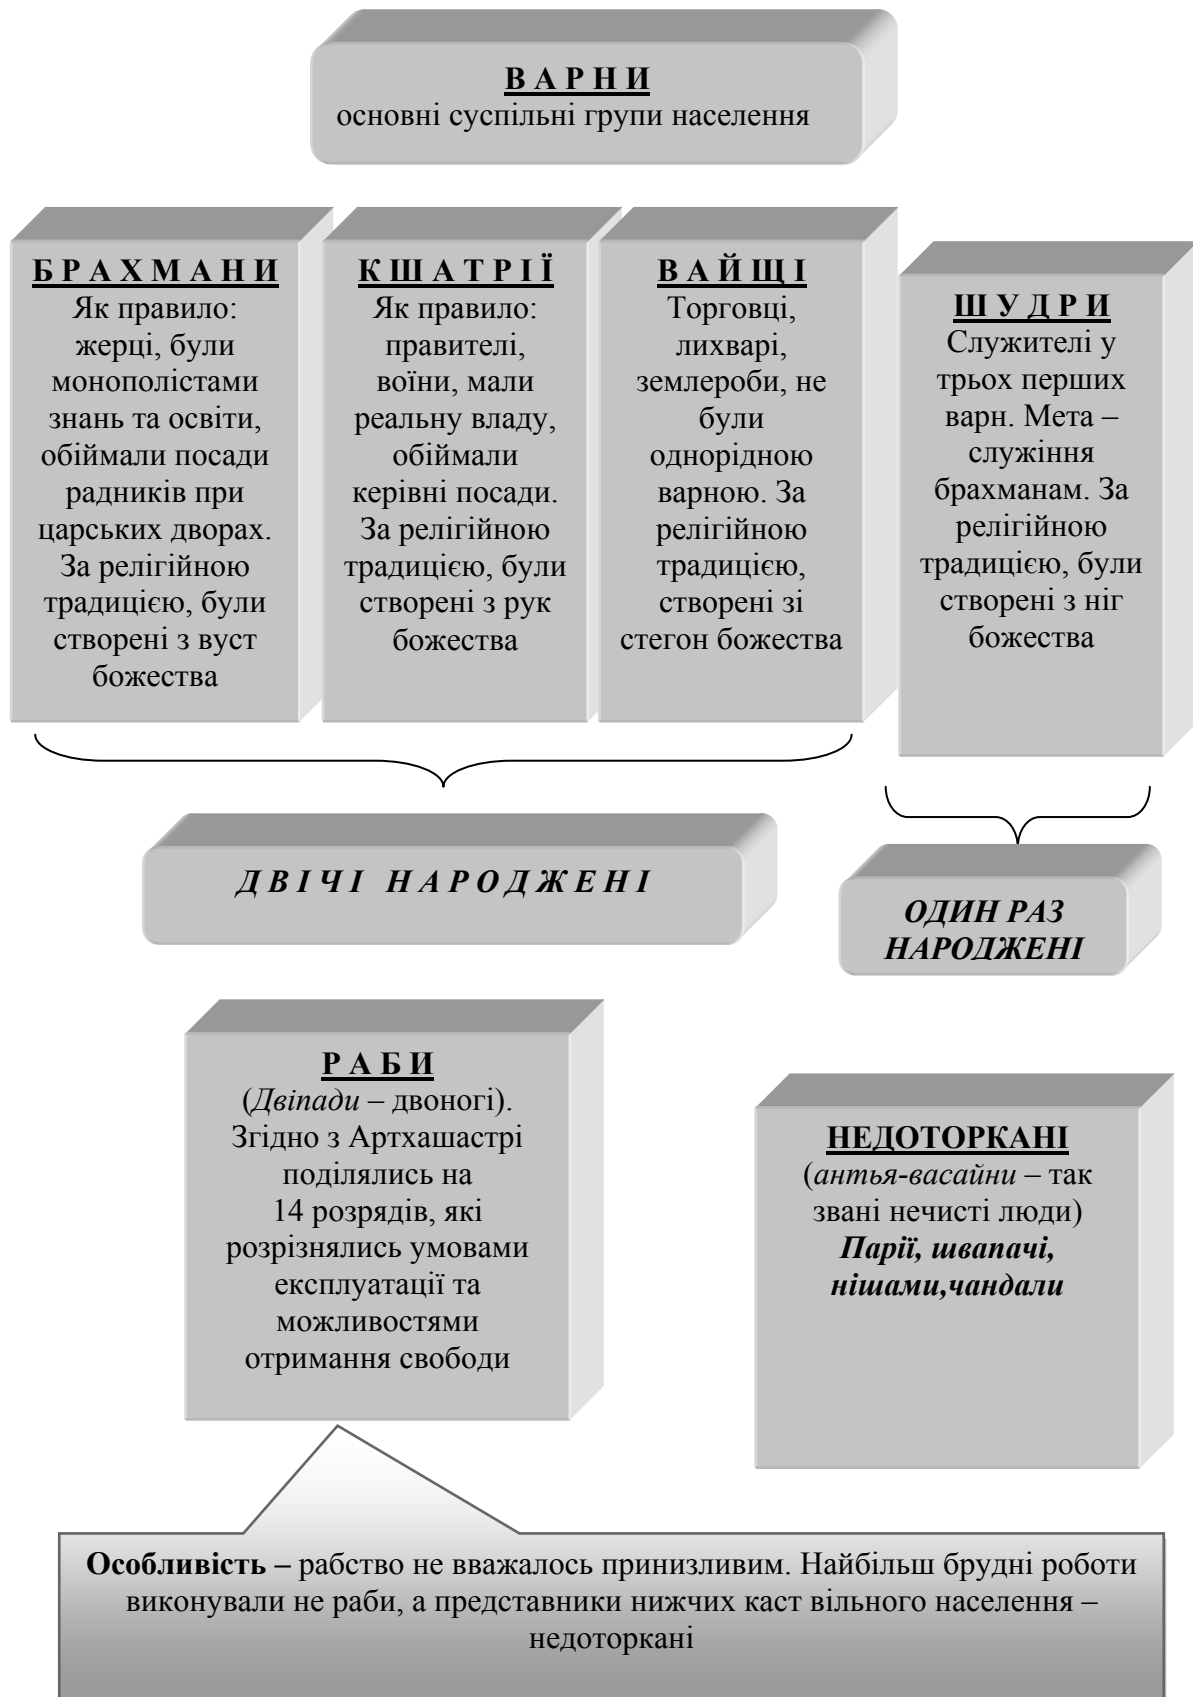 В А Р Н И
основні суспільні групи населення
Б Р А Х М А Н И
Як правило:
жерці, були
монополістами
знань та освіти,
обіймали посади
радників при
царських дворах.
За релігійною
традицією, були
створені з вуст
божества
К Ш А Т Р І Ї
Як правило:
правителі,
воїни, мали
реальну владу,
обіймали
керівні посади.
За релігійною
традицією, були
створені з рук
божества
В А Й Щ І
Торговці,
лихварі,
землероби, не
були
однорідною
варною. За
релігійною
традицією,
створені зі
стегон божества
Ш У Д Р И
Служителі у
трьох перших
варн. Мета –
служіння
брахманам. За
релігійною
традицією, були
створені з ніг
божества
Д В І Ч І Н А Р О Д Ж Е Н І
ОДИН РАЗ
НАРОДЖЕНІ
Р А Б И
(Двіпади – двоногі).
Згідно з Артхашастрі
поділялись на
14 розрядів, які
розрізнялись умовами
експлуатації та
можливостями
отримання свободи
НЕДОТОРКАНІ
(антья-васайни – так
звані нечисті люди)
Парії, швапачі,
нішами,чандали
Особливість – рабство не вважалось принизливим. Найбільш брудні роботи
виконували не раби, а представники нижчих каст вільного населення –
недоторкані